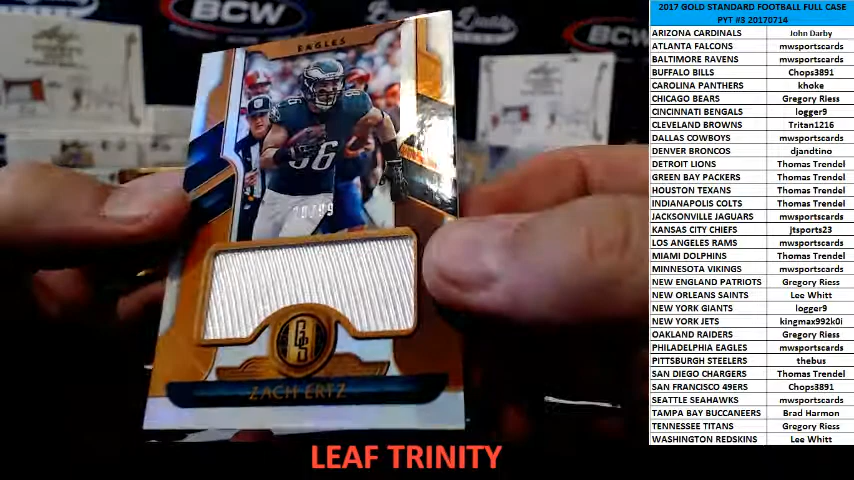 BCW
BCW
EAGLES
86
86
GS
ZACH ERTZ
LEAF TRINITY
2017 GOLD STANDARD FOOTBALL FULL CASE
PYT #3 20170714
ARIZONA CARDINALS John Darby
ATLANTA FALCONS mwsportscards
BALTIMORE RAVENS mwsportscards
BUFFALO BILLS Chops3891
CAROLINA PANTHERS khoke
CHICAGO BEARS Gregory Riess
CINCINNATI BENGALS logger9
CLEVELAND BROWNS Tritan1216
DALLAS COWBOYS mwsportscards
DENVER BRONCOS djandtino
DETROIT LIONS Thomas Trendel
GREEN BAY PACKERS Thomas Trendel
HOUSTON TEXANS Thomas Trendel
INDIANAPOLIS COLTS Thomas Trendel
JACKSONVILLE JAGUARS mwsportscards
KANSAS CITY CHIEFS jtsports23
LOS ANGELES RAMS mwsportscards
MIAMI DOLPHINS Thomas Trendel
MINNESOTA VIKINGS mwsportscards
NEW ENGLAND PATRIOTS Gregory Riess
NEW ORLEANS SAINTS Lee Whitt
NEW YORK GIANTS logger9
NEW YORK JETS kingmax992k0i
OAKLAND RAIDERS Gregory Riess
PHILADELPHIA EAGLES mwsportscards
PITTSBURGH STEELERS thebus
SAN DIEGO CHARGERS Thomas Trendel
SAN FRANCISCO 49ERS Chops3891
SEATTLE SEAHAWKS mwsportscards
TAMPA BAY BUCCANEERS Brad Harmon
TENNESSEE TITANS Gregory Riess
WASHINGTON REDSKINS Lee Whitt